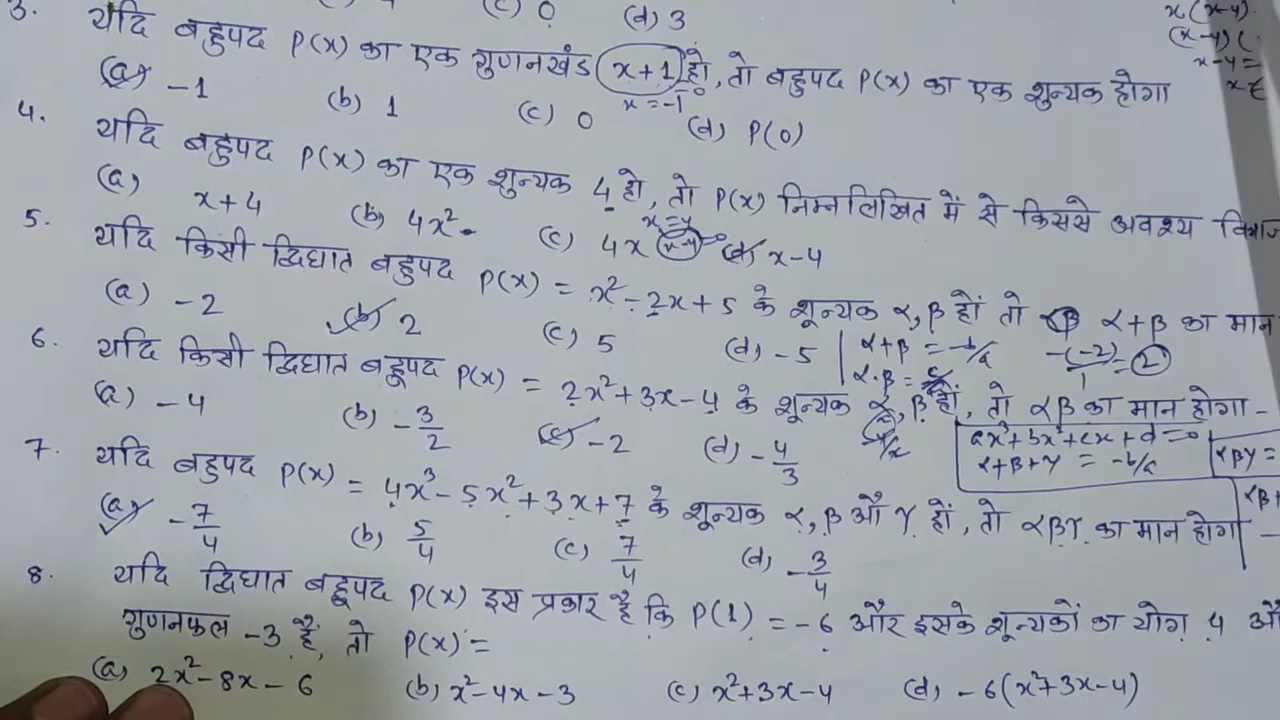 (c) 0 (d) 3
x(x-4)
(x-4)(
x-4=
3. यदि बहुपद P(x) का एक गुणनखंड (x+1) हो, तो बहुपद P(x) का एक शुन्यक होगा
x=-1
(a) -1 (b) 1 (c) 0 (d) P(0)
4. यदि बहुपद P(x) का एक शुन्यक 4 हो, तो P(x) निम्नलिखित में से किससे अवश्य
x=4
(a) x+4 (b) 4x² (c) 4x (d) x-4
5. यदि किसी द्विघात बहुपद P(x) = x²-2x+5 के शून्यक α,β हों तो α+β का मान
(a) -2 (b) 2 (c) 5 (d) -5
α+β = -b/a -(-2)/1 = 2
α·β =
6. यदि किसी द्विघात बहुपद P(x) = 2x²+3x-4 के शून्यक α,β हों, तो αβ का मान होगा-
(a) -4 (b) -3/2 (c) -2 (d) -4/3
ax³+bx²+cx+d=0
α+β+γ = -b/a
αβγ =
7. यदि बहुपद P(x) = 4x³-5x²+3x+7 के शून्यक α,β औ γ हों, तो αβγ का मान होगा -
(a) -7/4 (b) 5/4 (c) 7/4 (d) -3/4
8. यदि द्विघात बहुपद P(x) इस प्रकार है कि P(1) = -6 और इसके शून्यकों का योग 4 औ
गुणनफल -3 हैं, तो P(x) =
(a) 2x²-8x-6 (b) x²-4x-3 (c) x²+3x-4 (d) -6(x²+3x-4)